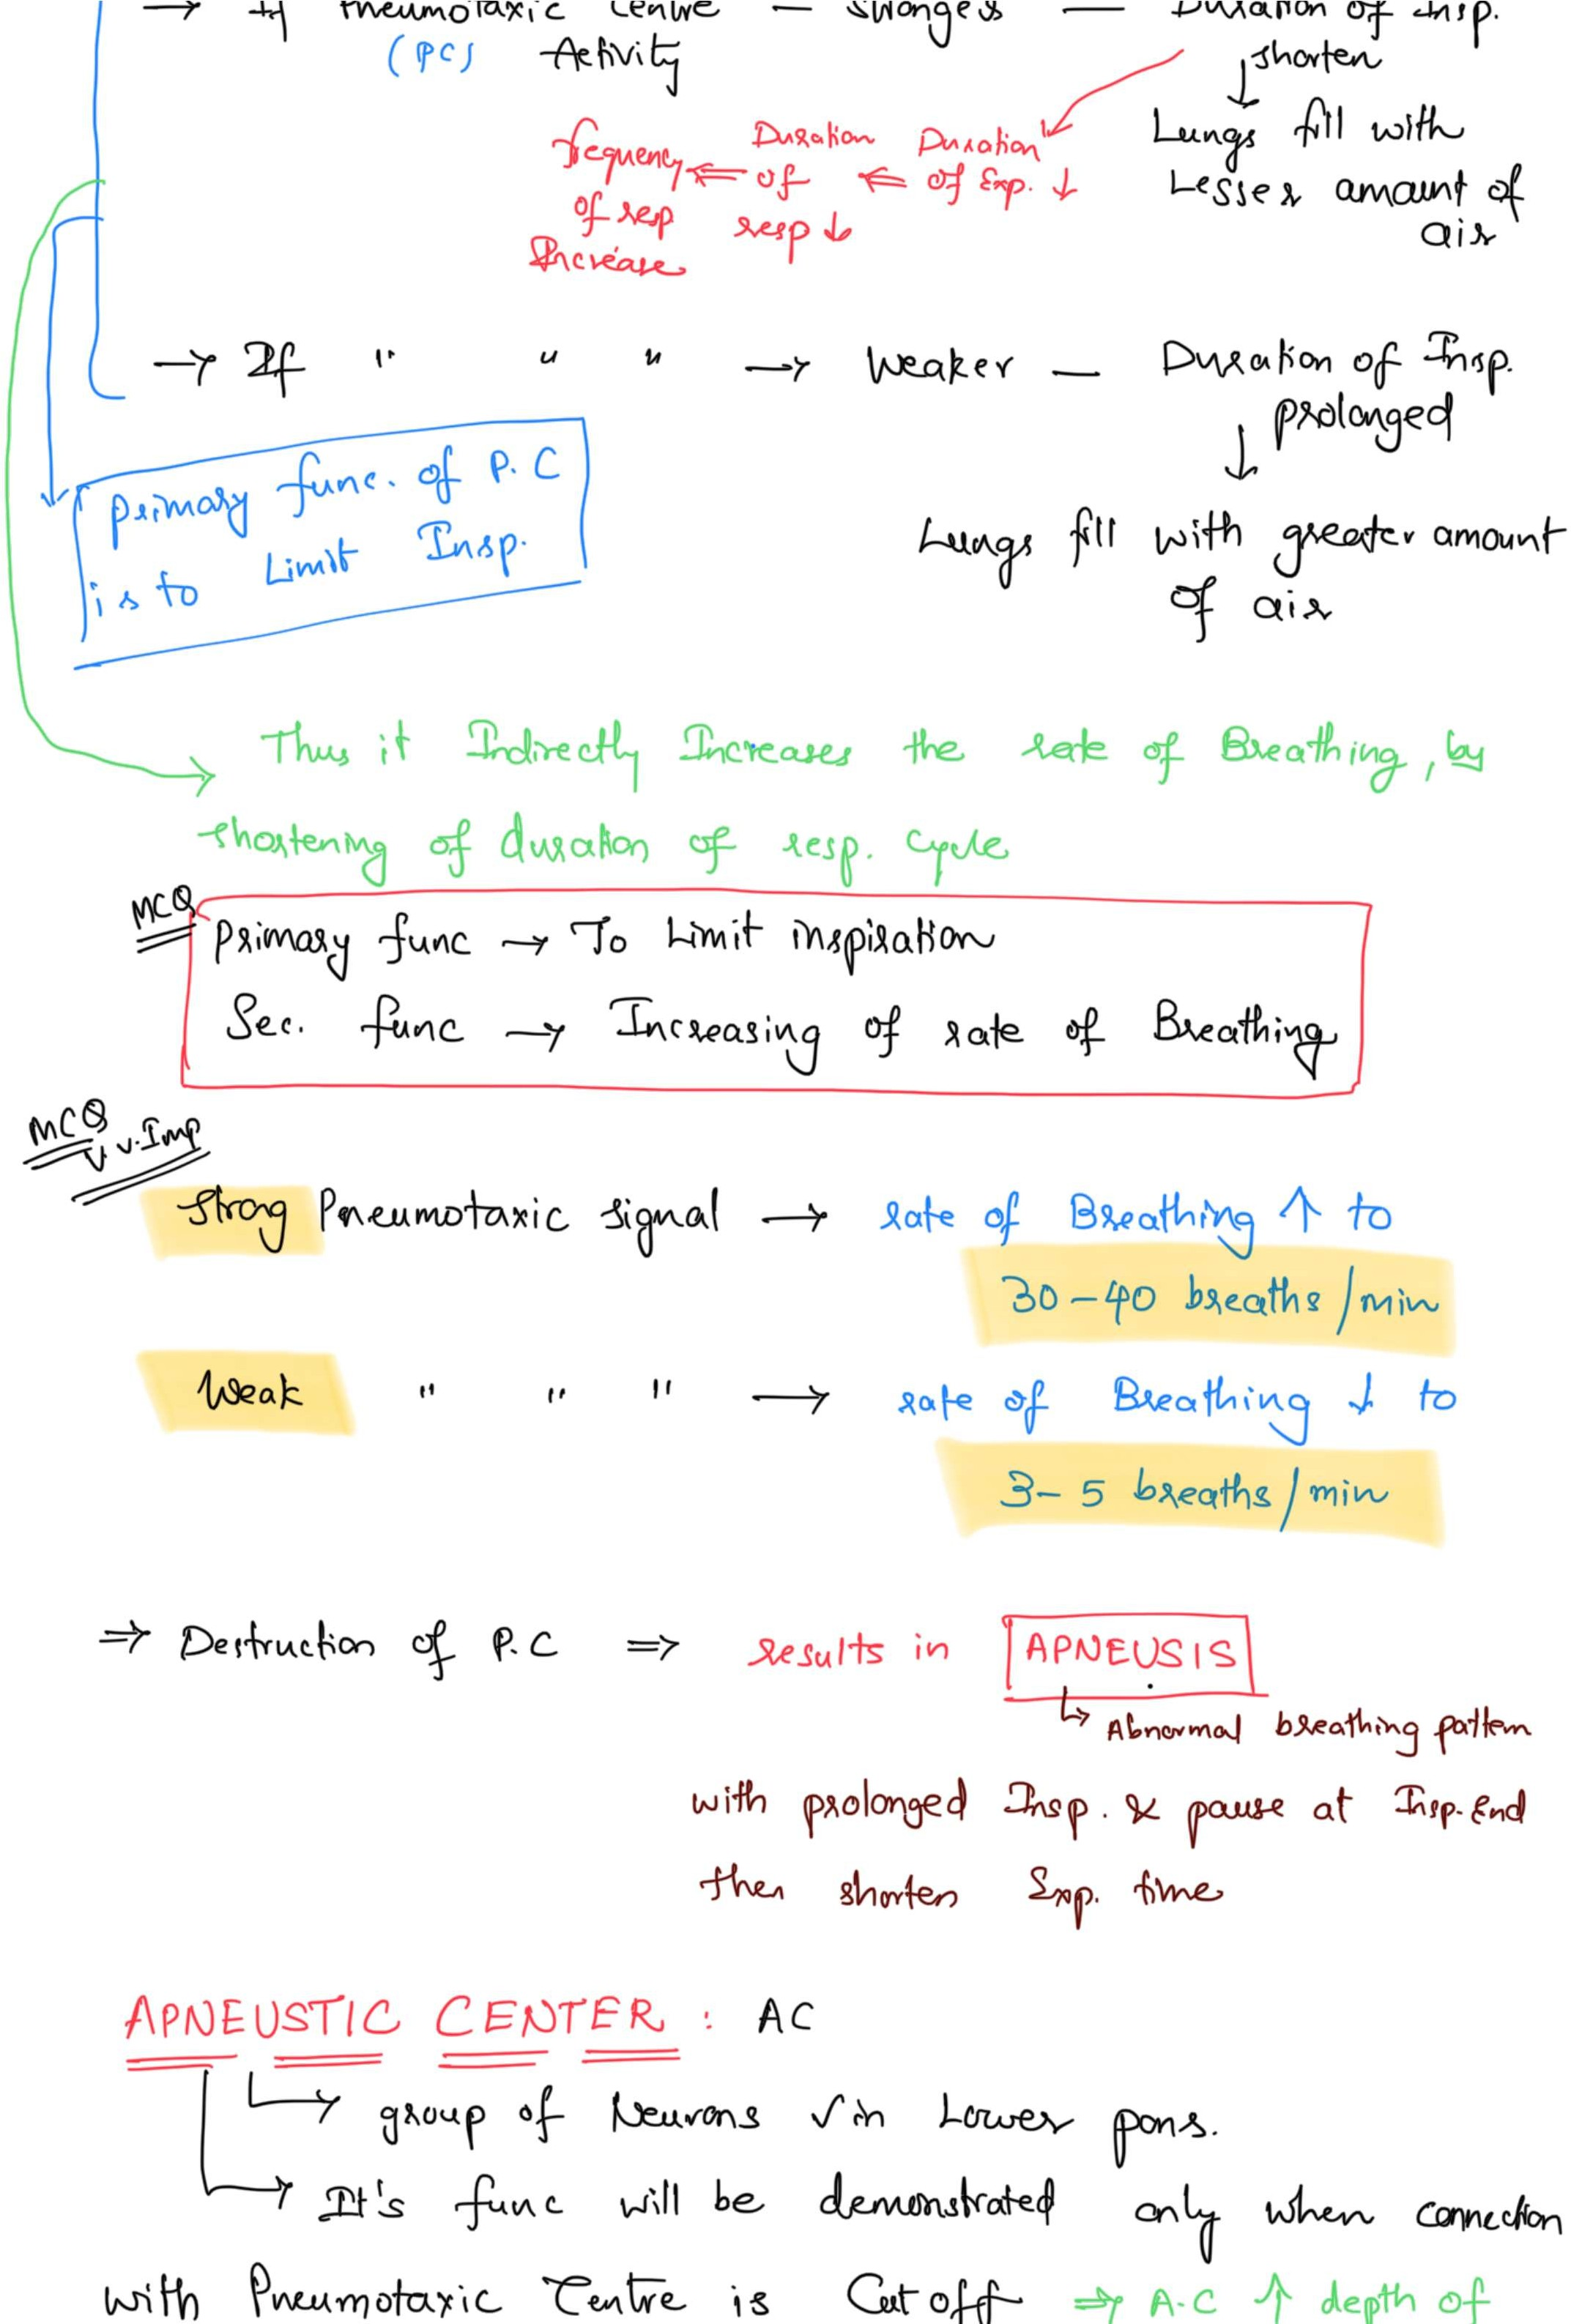 → If Pneumotaxic Centre — stronger — Duration of Insp.
(PC) Activity shorten
↓
Lungs fill with
Lesser amount of
air
Duration
of Exp. ↓
⇐ Duration
of
resp ↓
⇐ frequency
of resp
Increase
→ If " " " → Weaker — Duration of Insp.
prolonged
↓
Lungs fill with greater amount
of air
Primary func. of P.C
is to Limit Insp.
Thus it Indirectly Increases the rate of Breathing, by
shortening of duration of resp. Cycle
MCQ
Primary func → To Limit inspiration
Sec. func → Increasing of rate of Breathing
MCQ
v.Imp
Strong Pneumotaxic signal → rate of Breathing ↑ to
30-40 breaths/min
Weak " " " → rate of Breathing ↓ to
3-5 breaths/min
⇒ Destruction of P.C ⇒ results in APNEUSIS
↳ Abnormal breathing pattern
with prolonged Insp. & pause at Insp. End
then shorten Exp. time
APNEUSTIC CENTER : AC
→ group of Neurons √ in Lower pons.
→ It's func will be demonstrated only when connection
with Pneumotaxic Centre is Cut off ⇒ A.C ↑ depth of